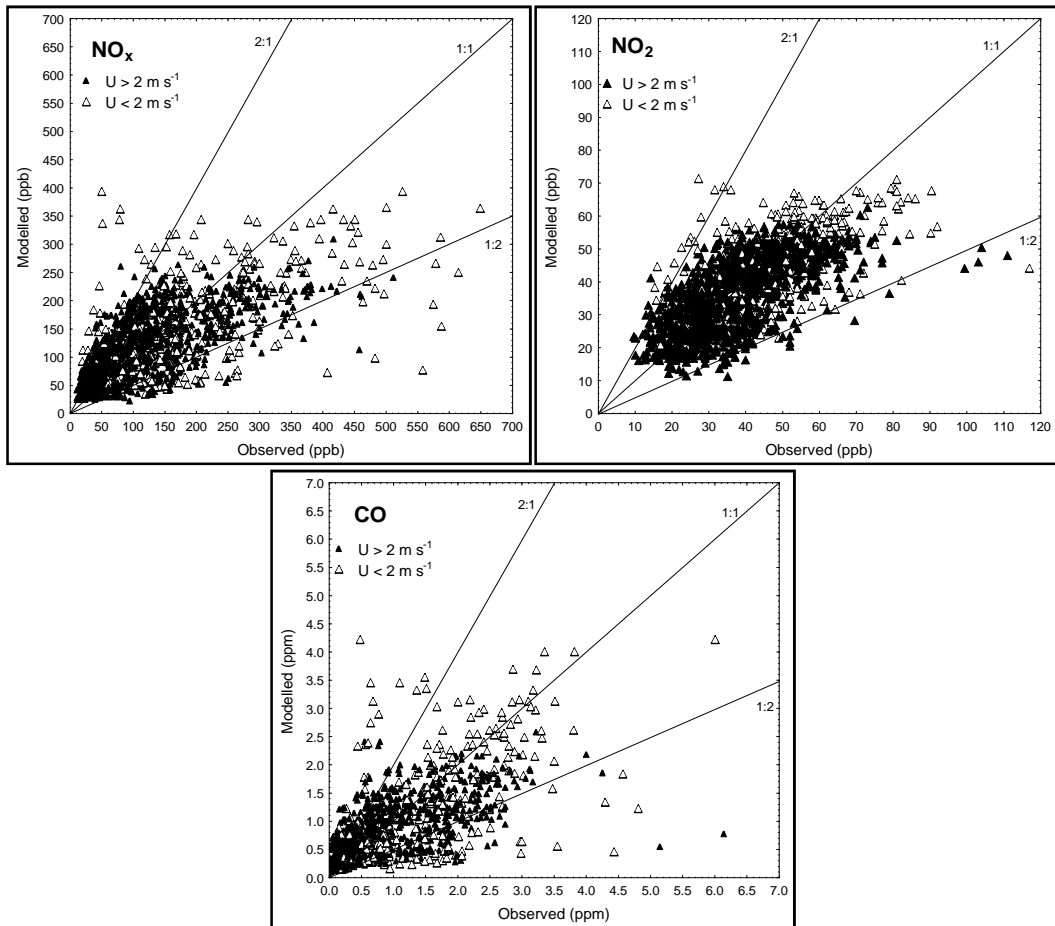 NOx
U > 2 m s-1
U < 2 m s-1
2:1
1:1
1:2
700
650
600
550
500
450
400
350
300
250
200
150
100
50
0
Modelled (ppb)
0 50 100 150 200 250 300 350 400 450 500 550 600 650 700
Observed (ppb)
NO2
U > 2 m s-1
U < 2 m s-1
2:1
1:1
1:2
120
110
100
90
80
70
60
50
40
30
20
10
0
Modelled (ppb)
0 10 20 30 40 50 60 70 80 90 100 110 120
Observed (ppb)
CO
U > 2 m s-1
U < 2 m s-1
2:1
1:1
1:2
7.0
6.5
6.0
5.5
5.0
4.5
4.0
3.5
3.0
2.5
2.0
1.5
1.0
0.5
0.0
Modelled (ppm)
0.0 0.5 1.0 1.5 2.0 2.5 3.0 3.5 4.0 4.5 5.0 5.5 6.0 6.5 7.0
Observed (ppm)